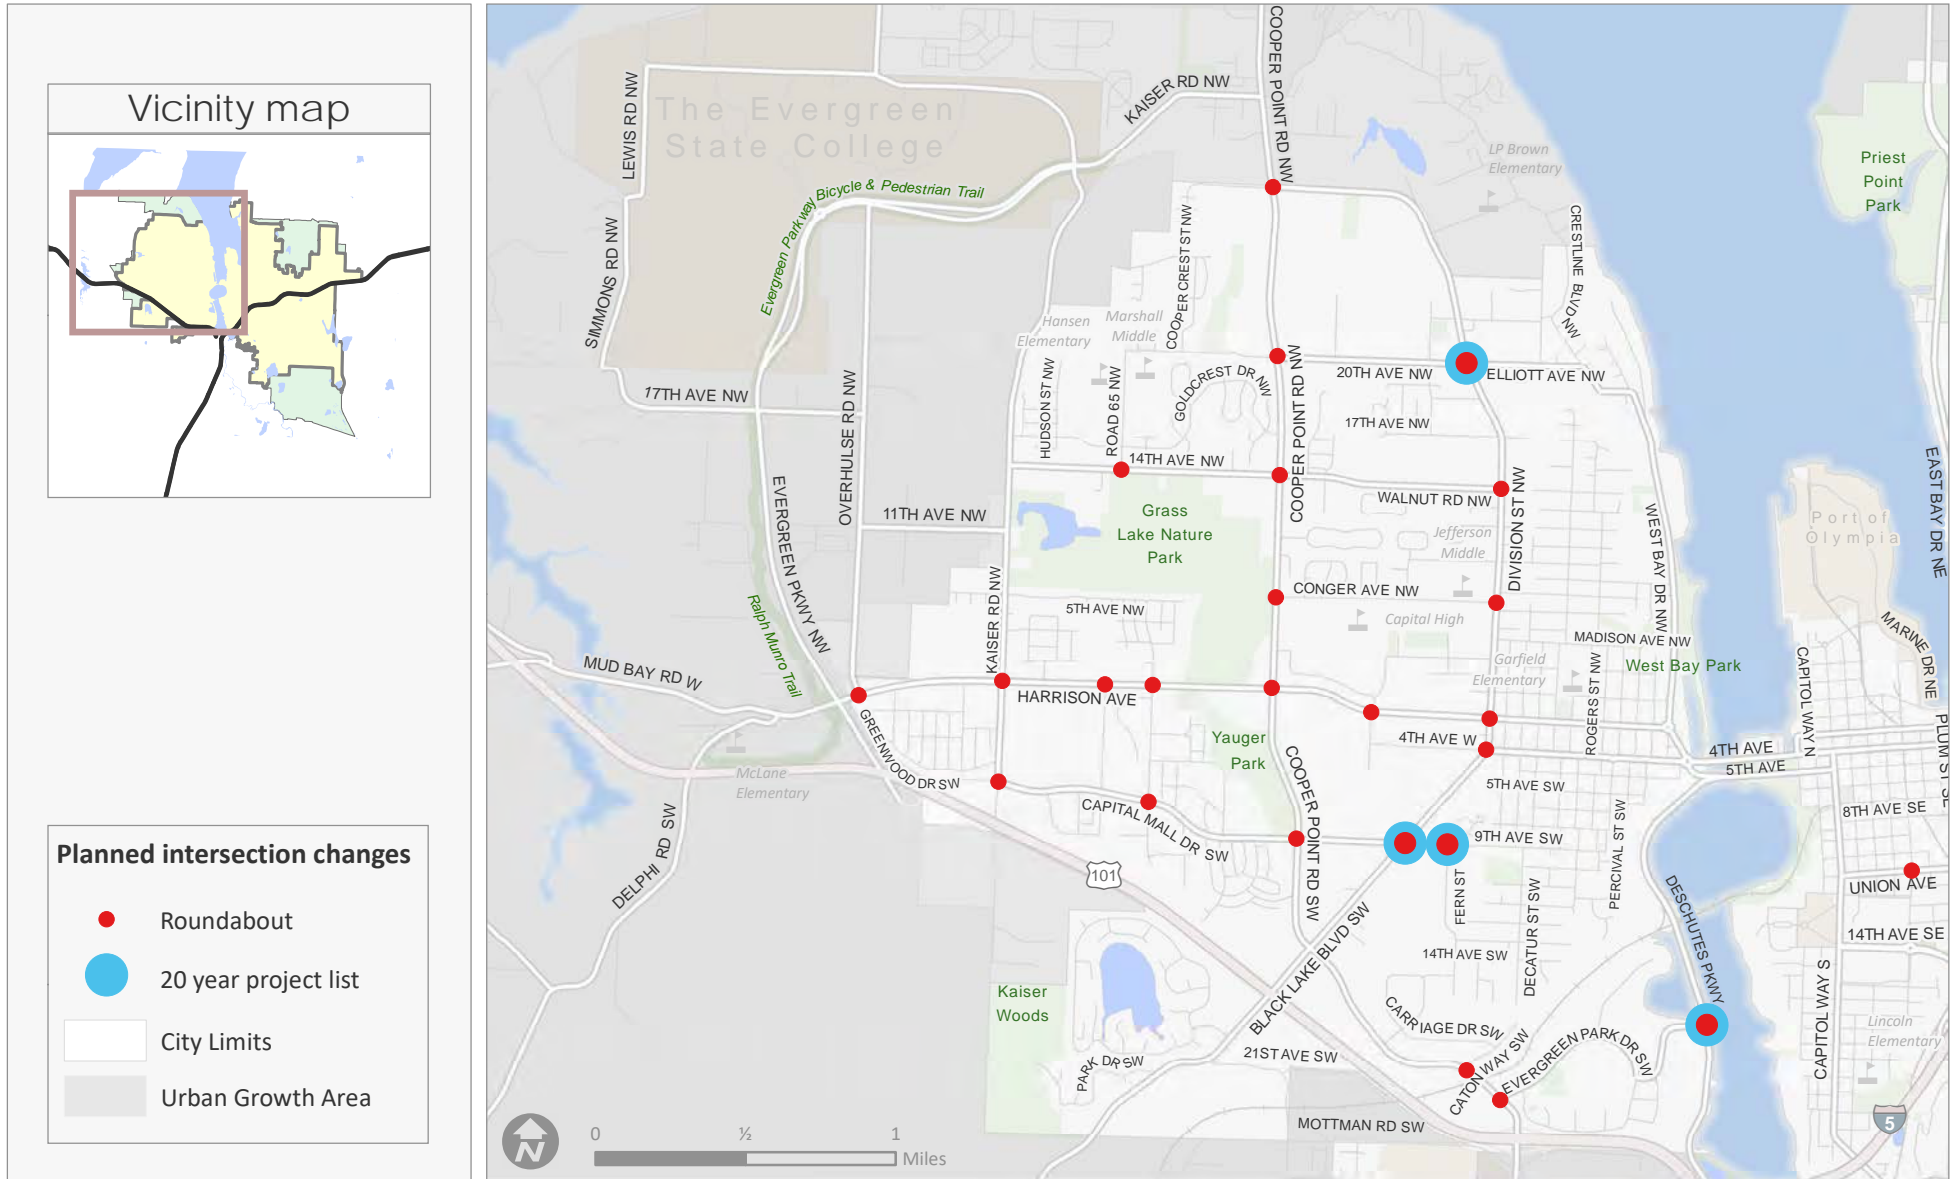 Vicinity map
Planned intersection changes
Roundabout
20 year project list
City Limits
Urban Growth Area
The Evergreen
State College
LEWIS RD NW
SIMMONS RD NW
Evergreen Parkway Bicycle & Pedestrian Trail
KAISER RD NW
COOPER POINT RD NW
LP Brown
Elementary
Priest
Point
Park
CRESTLINE BLVD NW
COOPER CREST ST NW
Hansen
Elementary
Marshall
Middle
HUDSON ST NW
ROAD 65 NW
GOLDCREST DR NW
COOPER POINT RD NW
20TH AVE NW
ELLIOTT AVE NW
17TH AVE NW
17TH AVE NW
OVERHULSE RD NW
14TH AVE NW
WALNUT RD NW
DIVISION ST NW
EVERGREEN PKWY NW
11TH AVE NW
Grass
Lake Nature
Park
Jefferson
Middle
WEST BAY DR NW
Port of
Olympia
EAST BAY DR NE
KAISER RD NW
5TH AVE NW
CONGER AVE NW
Capital High
MADISON AVE NW
West Bay Park
MARINE DR NE
Ralph Munro Trail
MUD BAY RD W
HARRISON AVE
Garfield
Elementary
ROGERS ST NW
CAPITOL WAY N
PLUM ST SE
GREENWOOD DR SW
Yauger
Park
4TH AVE W
4TH AVE
5TH AVE
McLane
Elementary
CAPITAL MALL DR SW
COOPER POINT RD SW
5TH AVE SW
PERCIVAL ST SW
9TH AVE SW
8TH AVE SE
DELPHI RD SW
101
FERN ST
DECATUR ST SW
DESCHUTES PKWY
UNION AVE
14TH AVE SE
14TH AVE SW
BLACK LAKE BLVD SW
Kaiser
Woods
CARRIAGE DR SW
CAPITOL WAY S
Lincoln
Elementary
PARK DR SW
21ST AVE SW
CATON WAY SW
EVERGREEN PARK DR SW
MOTTMAN RD SW
5
N
0
½
1
Miles